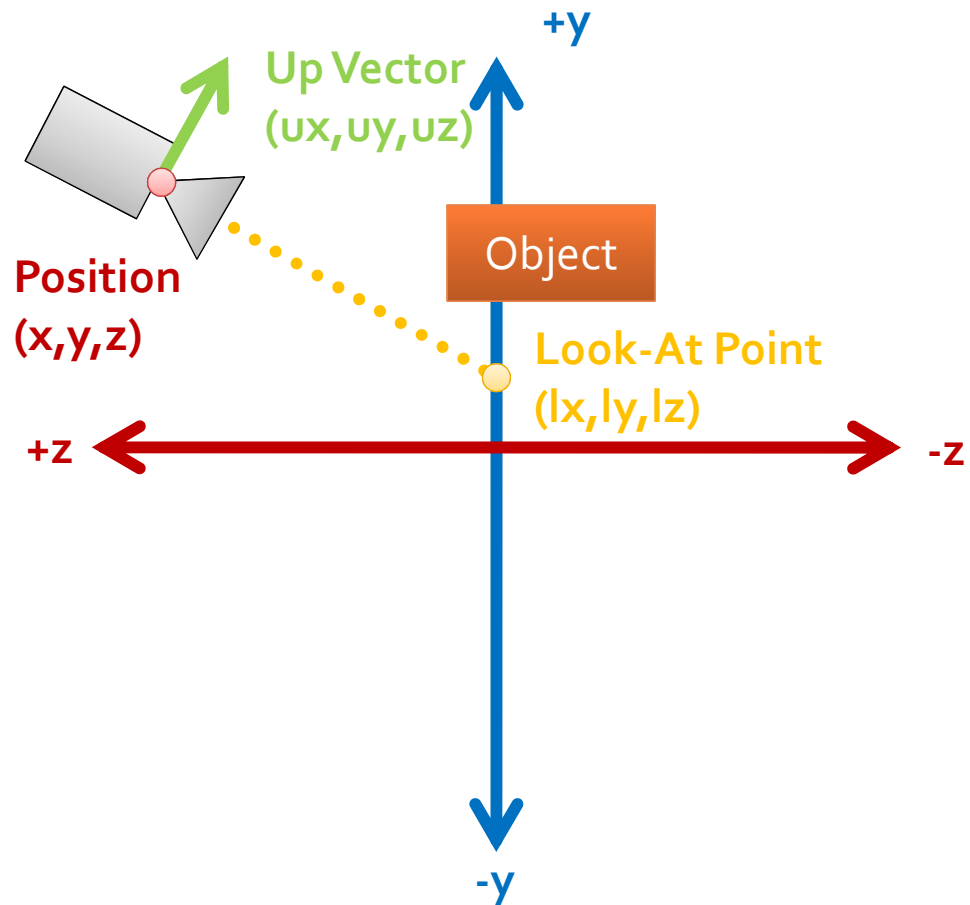 +y
Up Vector
(ux,uy,uz)
Object
Position
(x,y,z)
Look-At Point
(lx,ly,lz)
+z
-z
-y